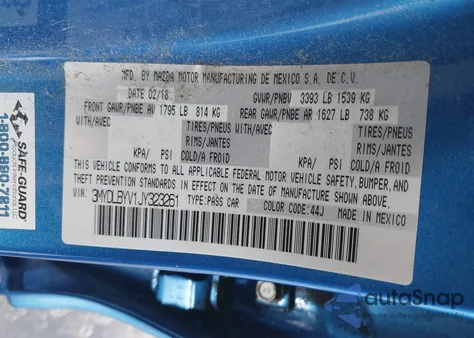 MFD. BY MAZDA MOTOR MANUFACTURING DE MEXICO S.A. DE C.V.
DATE 02/18 GVWR/PNBV 3393 LB 1539 KG
FRONT GAWR/PNBE AV 1795 LB 814 KG REAR GAWR/PNBE AR 1627 LB 738 KG
WITH/AVEC TIRES/PNEUS WITH/AVEC TIRES/PNEUS
RIMS/JANTES RIMS/JANTES
KPA/ PSI COLD/A FROID KPA/ PSI COLD/A FROID
THIS VEHICLE CONFORMS TO ALL APPLICABLE FEDERAL MOTOR VEHICLE SAFETY, BUMPER, AND
THEFT PREVENTION STANDARDS IN EFFECT ON THE DATE OF MANUFACTURE SHOWN ABOVE.
VIN: 3MYDLBYV1JY323261 TYPE:PASS CAR COLOR CODE:44J MADE IN MEXICO
SAFE-GUARD
1-800-890-7211
autoSnap